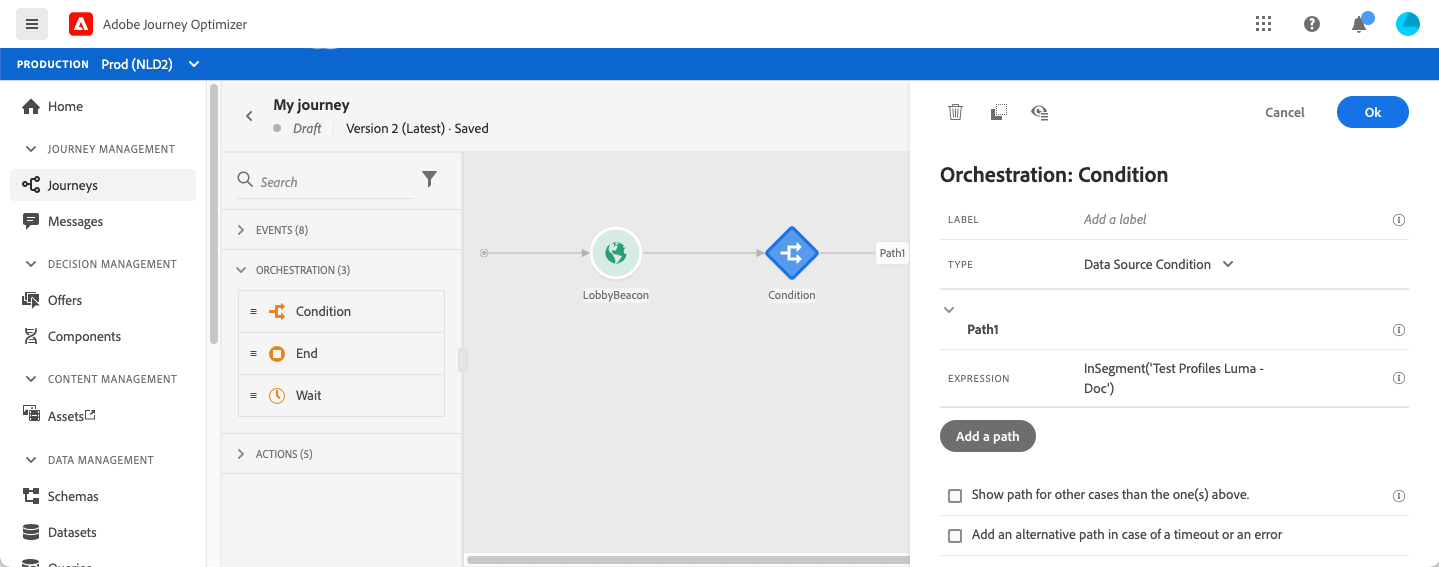 Adobe Journey Optimizer
PRODUCTION Prod (NLD2)
Home
JOURNEY MANAGEMENT
Journeys
Messages
DECISION MANAGEMENT
Offers
Components
CONTENT MANAGEMENT
Assets
DATA MANAGEMENT
Schemas
Datasets
Queries
My journey
Draft Version 2 (Latest) · Saved
Search
EVENTS (8)
ORCHESTRATION (3)
Condition
End
Wait
ACTIONS (5)
LobbyBeacon
Condition
Path1
Cancel
Ok
Orchestration: Condition
LABEL Add a label
TYPE Data Source Condition
Path1
EXPRESSION InSegment('Test Profiles Luma -
Doc')
Add a path
Show path for other cases than the one(s) above.
Add an alternative path in case of a timeout or an error